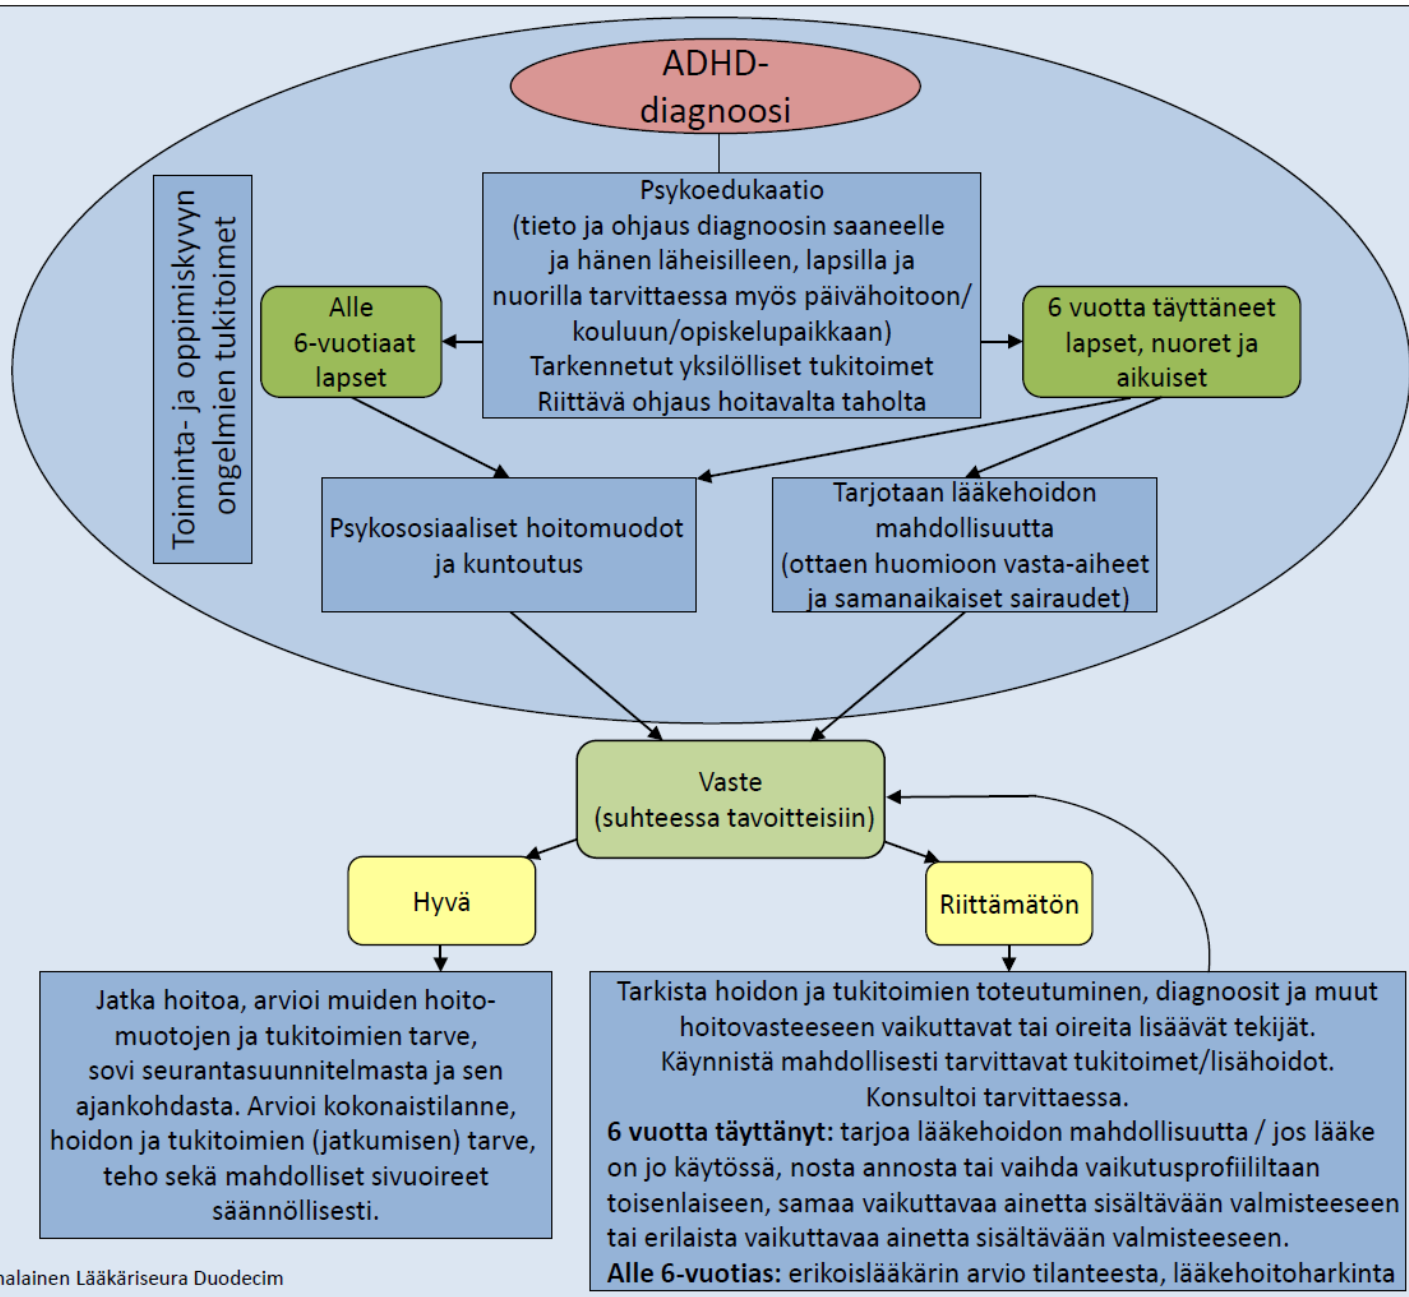 ADHD-
diagnoosi
Toiminta- ja oppimiskyvyn
ongelmien tukitoimet
Psykoedukaatio
(tieto ja ohjaus diagnoosin saaneelle
ja hänen läheisilleen, lapsilla ja
nuorilla tarvittaessa myös päivähoitoon/
kouluun/opiskelupaikkaan)
Tarkennetut yksilölliset tukitoimet
Riittävä ohjaus hoitavalta taholta
Alle
6-vuotiaat
lapset
6 vuotta täyttäneet
lapset, nuoret ja
aikuiset
Psykososiaaliset hoitomuodot
ja kuntoutus
Tarjotaan lääkehoidon
mahdollisuutta
(ottaen huomioon vasta-aiheet
ja samanaikaiset sairaudet)
Vaste
(suhteessa tavoitteisiin)
Hyvä
Riittämätön
Jatka hoitoa, arvioi muiden hoito-
muotojen ja tukitoimien tarve,
sovi seurantasuunnitelmasta ja sen
ajankohdasta. Arvioi kokonaistilanne,
hoidon ja tukitoimien (jatkumisen) tarve,
teho sekä mahdolliset sivuoireet
säännöllisesti.
Tarkista hoidon ja tukitoimien toteutuminen, diagnoosit ja muut
hoitovasteeseen vaikuttavat tai oireita lisäävät tekijät.
Käynnistä mahdollisesti tarvittavat tukitoimet/lisähoidot.
Konsultoi tarvittaessa.
6 vuotta täyttänyt: tarjoa lääkehoidon mahdollisuutta / jos lääke
on jo käytössä, nosta annosta tai vaihda vaikutusprofiililtaan
toisenlaiseen, samaa vaikuttavaa ainetta sisältävään valmisteeseen
tai erilaista vaikuttavaa ainetta sisältävään valmisteeseen.
Alle 6-vuotias: erikoislääkärin arvio tilanteesta, lääkehoitoharkinta
nalainen Lääkäriseura Duodecim